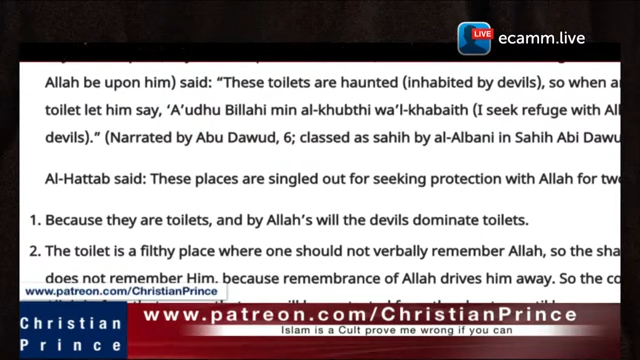 LIVE
ecamm.live
Allah be upon him) said: "These toilets are haunted (inhabited by devils), so when an
toilet let him say, 'A'udhu Billahi min al-khubthi wa'l-khabaith (I seek refuge with All
devils)." (Narrated by Abu Dawud, 6; classed as sahih by al-Albani in Sahih Abi Dawu
Al-Hattab said: These places are singled out for seeking protection with Allah for two
1. Because they are toilets, and by Allah's will the devils dominate toilets.
2. The toilet is a filthy place where one should not verbally remember Allah, so the sha
does not remember Him, because remembrance of Allah drives him away. So the co
www.patreon.com/ChristianPrince
Christian
Prince
www.patreon.com/ChristianPrince
Islam is a Cult prove me wrong if you can